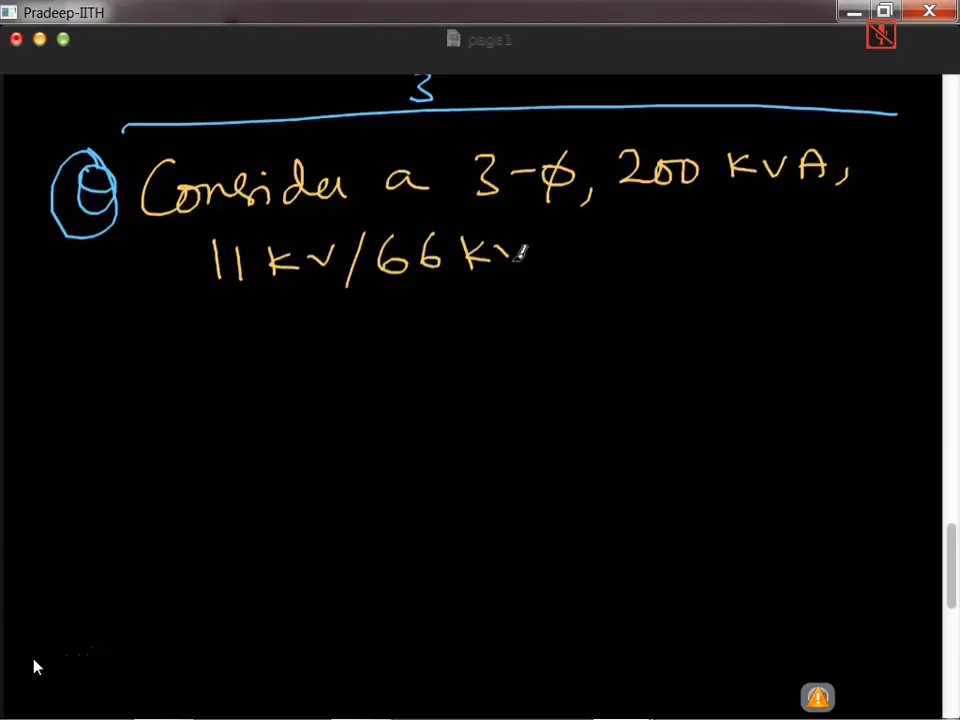 Pradeep-IITH
page1
3
Q Consider a 3-φ, 200 KVA,
11 KV/66 KV